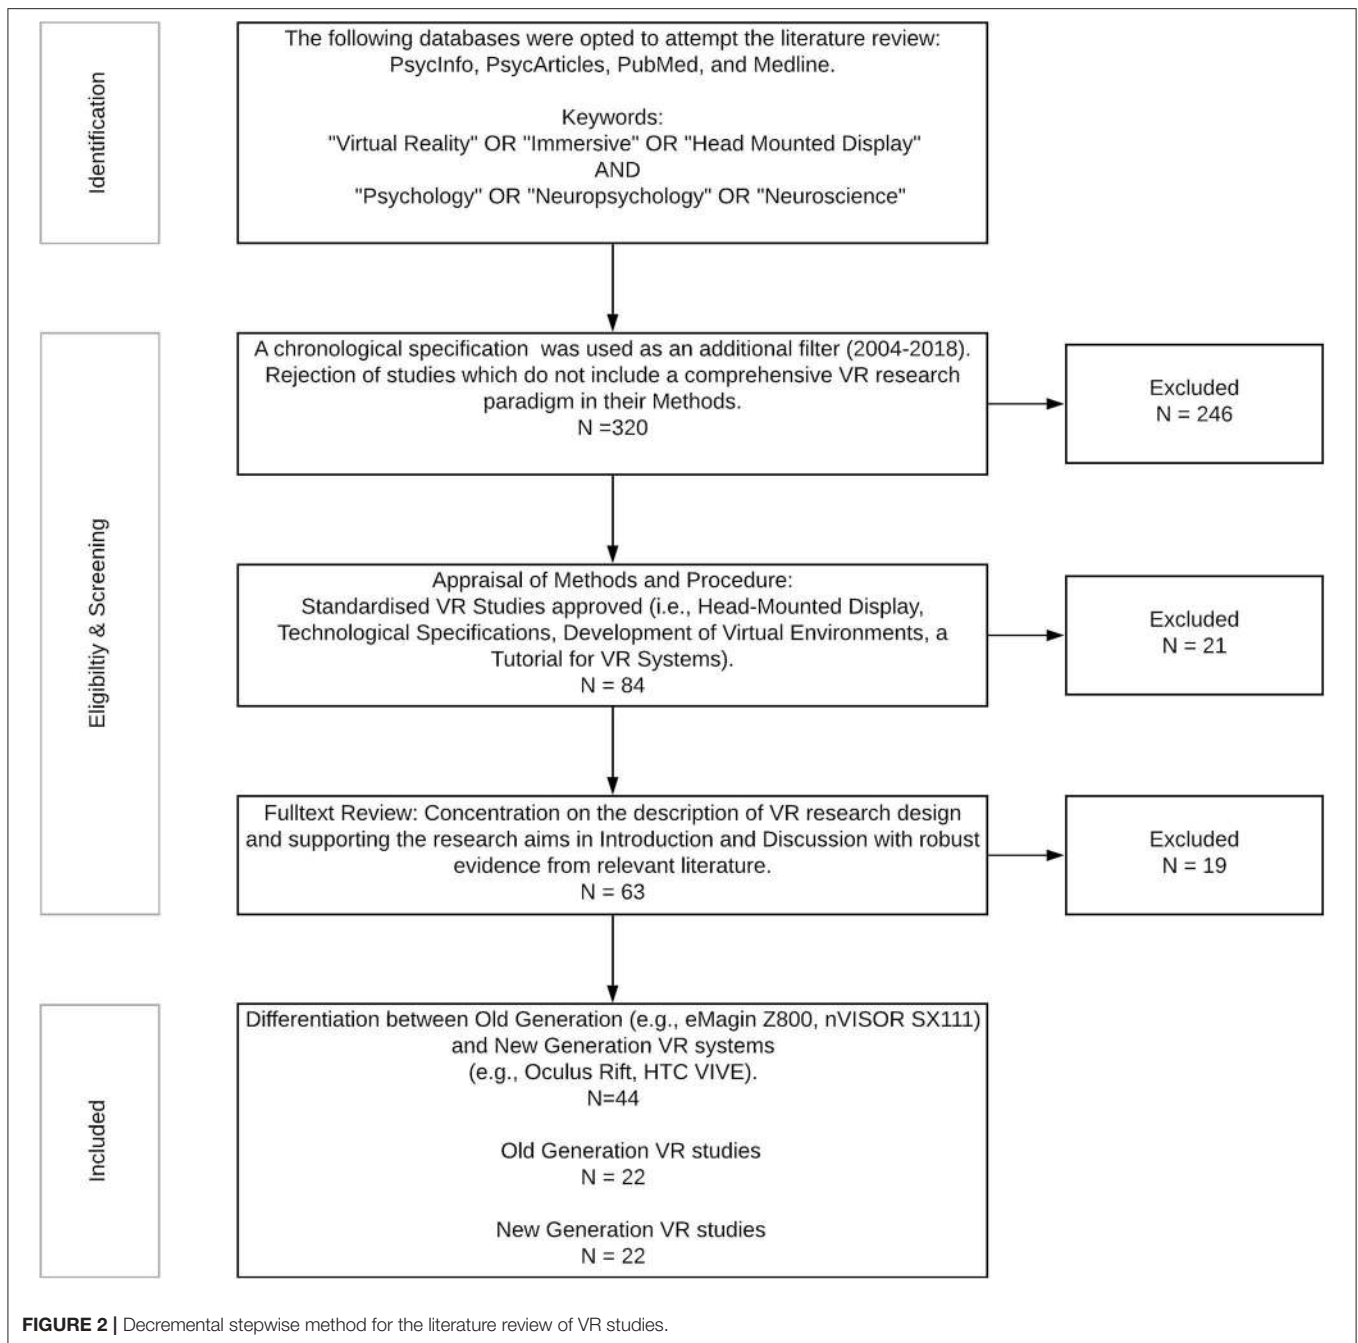 Identification
The following databases were opted to attempt the literature review:
PsycInfo, PsycArticles, PubMed, and Medline.
Keywords:
"Virtual Reality" OR "Immersive" OR "Head Mounted Display"
AND
"Psychology" OR "Neuropsychology" OR "Neuroscience"
Eligibiltiy & Screening
A chronological specification was used as an additional filter (2004-2018).
Rejection of studies which do not include a comprehensive VR research
paradigm in their Methods.
N =320
Excluded
N = 246
Appraisal of Methods and Procedure:
Standardised VR Studies approved (i.e., Head-Mounted Display,
Technological Specifications, Development of Virtual Environments, a
Tutorial for VR Systems).
N = 84
Excluded
N = 21
Fulltext Review: Concentration on the description of VR research design
and supporting the research aims in Introduction and Discussion with robust
evidence from relevant literature.
N = 63
Excluded
N = 19
Included
Differentiation between Old Generation (e.g., eMagin Z800, nVISOR SX111)
and New Generation VR systems
(e.g., Oculus Rift, HTC VIVE).
N=44
Old Generation VR studies
N = 22
New Generation VR studies
N = 22
FIGURE 2 | Decremental stepwise method for the literature review of VR studies.